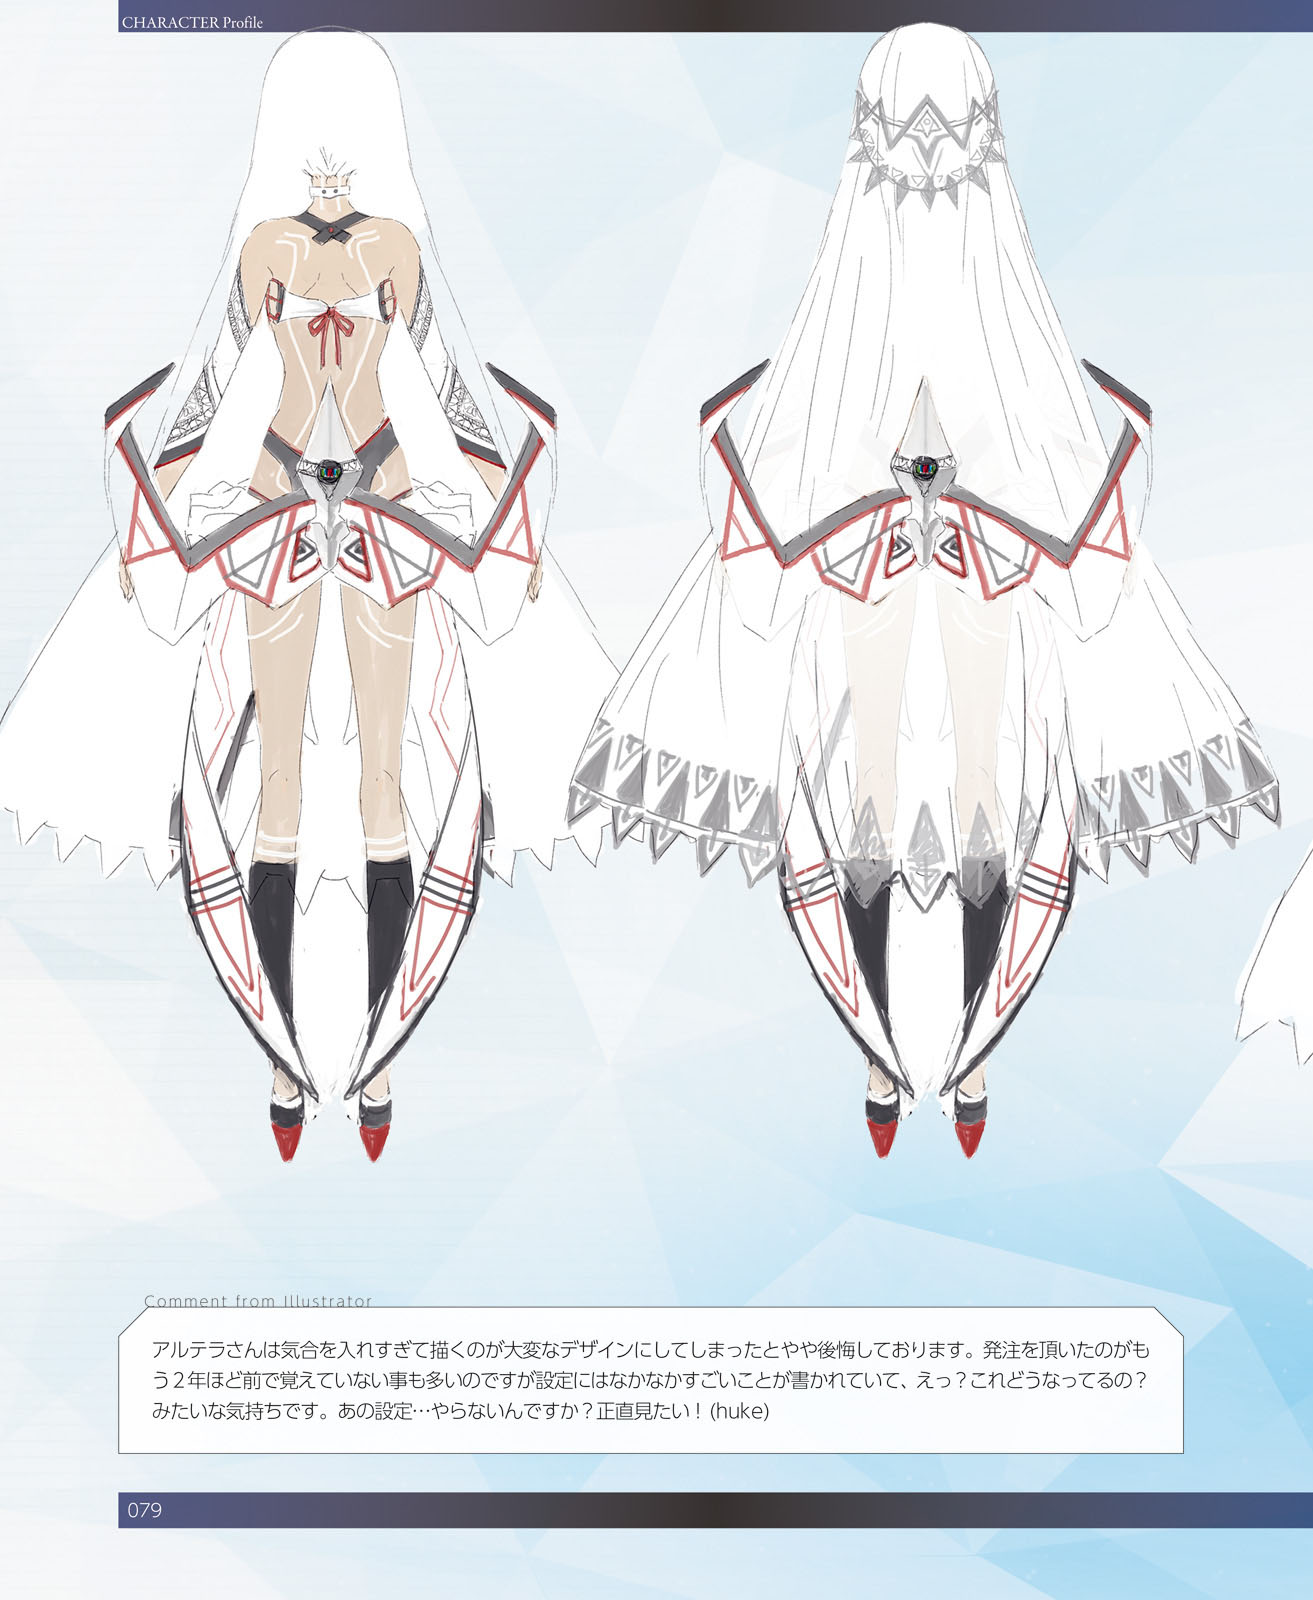 CHARACTER Profile
Comment from Illustrator
アルテラさんは気合を入れすぎて描くのが大変なデザインにしてしまったとやや後悔しております。発注を頂いたのがも
う２年ほど前で覚えていない事も多いのですが設定にはなかなかすごいことが書かれていて、えっ？これどうなってるの？
みたいな気持ちです。あの設定…やらないんですか？正直見たい！(huke)
079